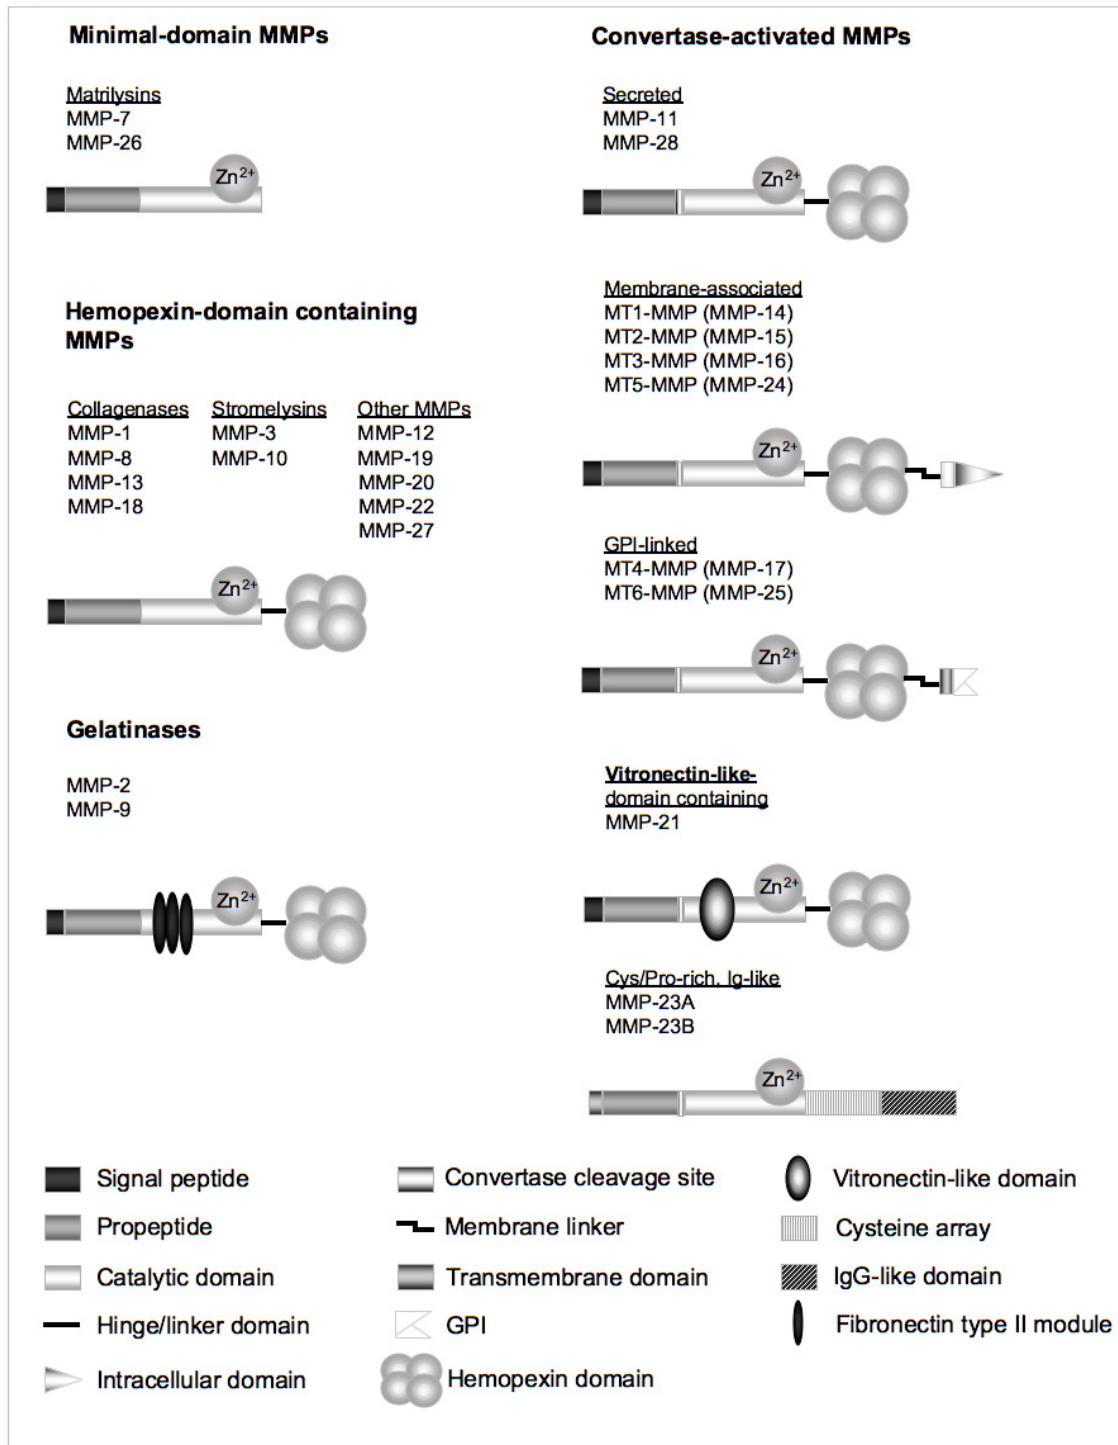 Minimal-domain MMPs
Matrilysins
MMP-7
MMP-26
Zn2+
Hemopexin-domain containing
MMPs
Collagenases
MMP-1
MMP-8
MMP-13
MMP-18
Stromelysins
MMP-3
MMP-10
Other MMPs
MMP-12
MMP-19
MMP-20
MMP-22
MMP-27
Zn2+
Gelatinases
MMP-2
MMP-9
Zn2+
Convertase-activated MMPs
Secreted
MMP-11
MMP-28
Zn2+
Membrane-associated
MT1-MMP (MMP-14)
MT2-MMP (MMP-15)
MT3-MMP (MMP-16)
MT5-MMP (MMP-24)
Zn2+
GPI-linked
MT4-MMP (MMP-17)
MT6-MMP (MMP-25)
Zn2+
Vitronectin-like-
domain containing
MMP-21
Zn2+
Cys/Pro-rich, Ig-like
MMP-23A
MMP-23B
Zn2+
Signal peptide
Propeptide
Catalytic domain
Hinge/linker domain
Intracellular domain
Convertase cleavage site
Membrane linker
Transmembrane domain
GPI
Hemopexin domain
Vitronectin-like domain
Cysteine array
IgG-like domain
Fibronectin type II module